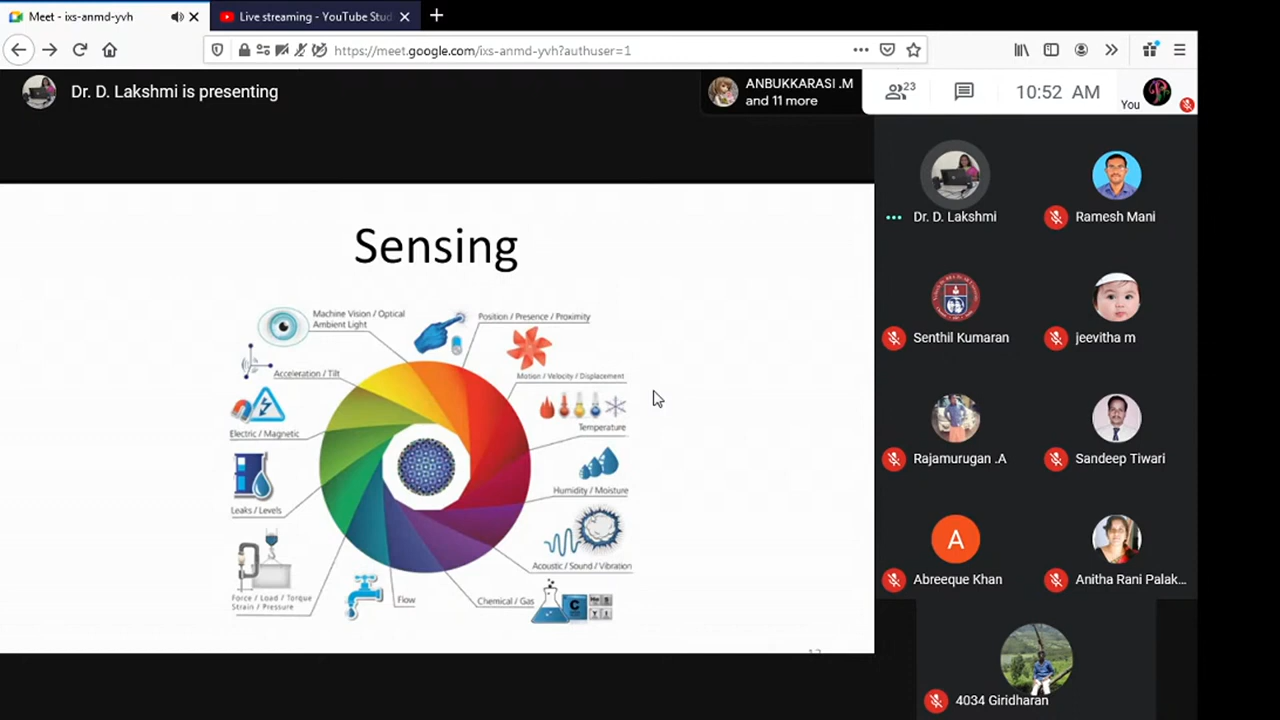 Meet - ixs-anmd-yvh
Live streaming - YouTube Stud
https://meet.google.com/ixs-anmd-yvh?authuser=1
Dr. D. Lakshmi is presenting
ANBUKKARASI .M
and 11 more
23
10:52 AM
You
Sensing
Machine Vision / Optical
Ambient Light
Position / Presence / Proximity
Acceleration / Tilt
Motion / Velocity / Displacement
Electric / Magnetic
Temperature
Leaks / Levels
Humidity / Moisture
Acoustic / Sound / Vibration
Force / Load / Torque
Strain / Pressure
Flow
Chemical / Gas
Dr. D. Lakshmi
Ramesh Mani
Senthil Kumaran
jeevitha m
Rajamurugan .A
Sandeep Tiwari
A
Abreeque Khan
Anitha Rani Palak...
4034 Giridharan